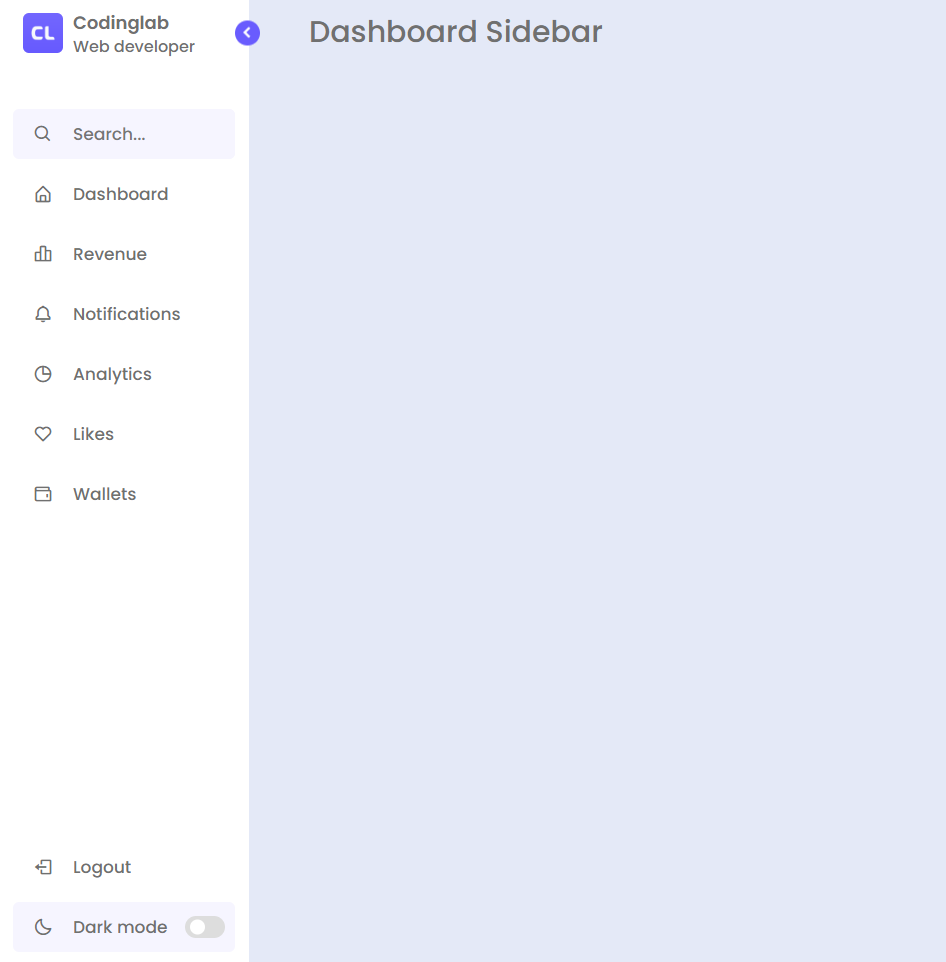 CL
Codinglab
Web developer
Dashboard Sidebar
Search...
Dashboard
Revenue
Notifications
Analytics
Likes
Wallets
Logout
Dark mode